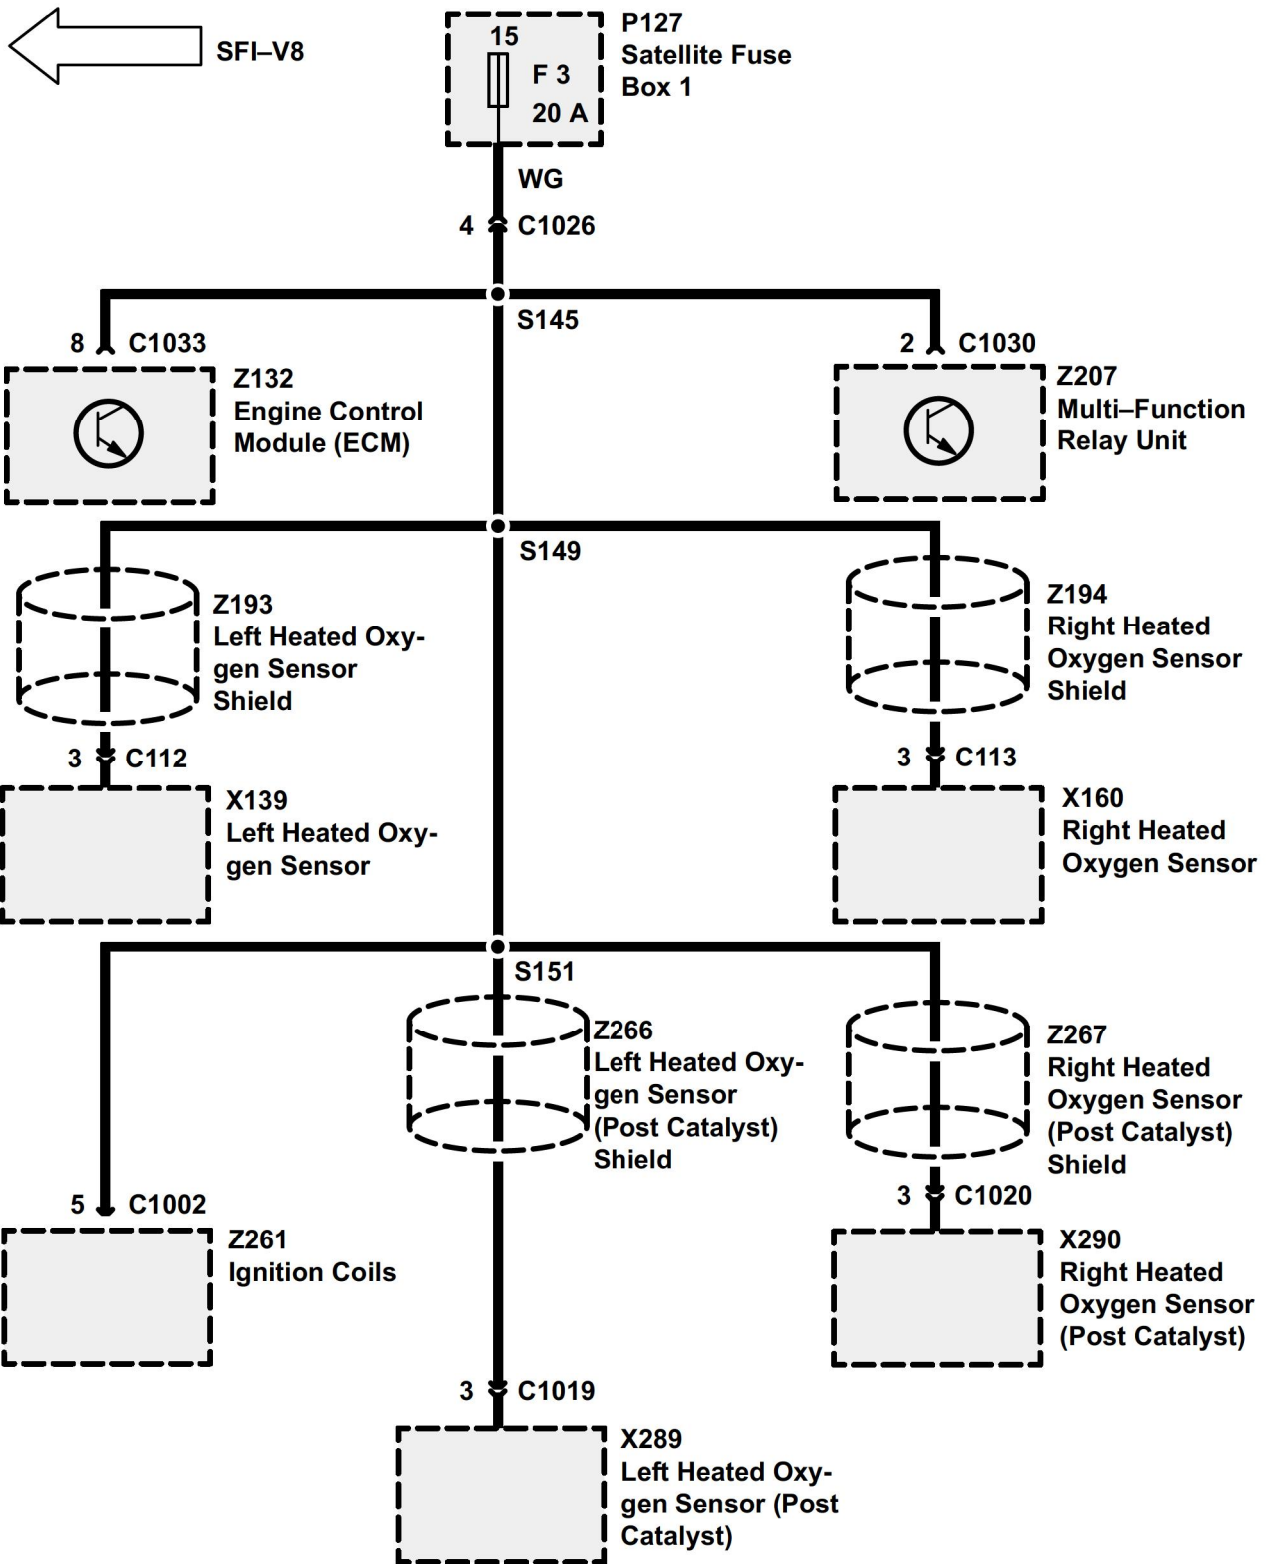 SFI–V8
P127
Satellite Fuse
Box 1
15
F 3
20 A
WG
4 C1026
S145
8 C1033
2 C1030
Z132
Engine Control
Module (ECM)
Z207
Multi–Function
Relay Unit
S149
Z193
Left Heated Oxy-
gen Sensor
Shield
Z194
Right Heated
Oxygen Sensor
Shield
3 C112
3 C113
X139
Left Heated Oxy-
gen Sensor
X160
Right Heated
Oxygen Sensor
S151
Z266
Left Heated Oxy-
gen Sensor
(Post Catalyst)
Shield
Z267
Right Heated
Oxygen Sensor
(Post Catalyst)
Shield
5 C1002
3 C1020
Z261
Ignition Coils
X290
Right Heated
Oxygen Sensor
(Post Catalyst)
3 C1019
X289
Left Heated Oxy-
gen Sensor (Post
Catalyst)